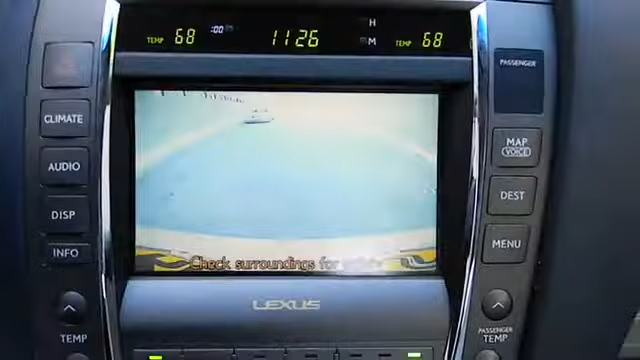 TEMP 68 :00 11:26 H M TEMP 68
PASSENGER
CLIMATE
MAP
VOICE
AUDIO
DEST
DISP
MENU
INFO
Check surroundings for
LEXUS
TEMP
PASSENGER
TEMP